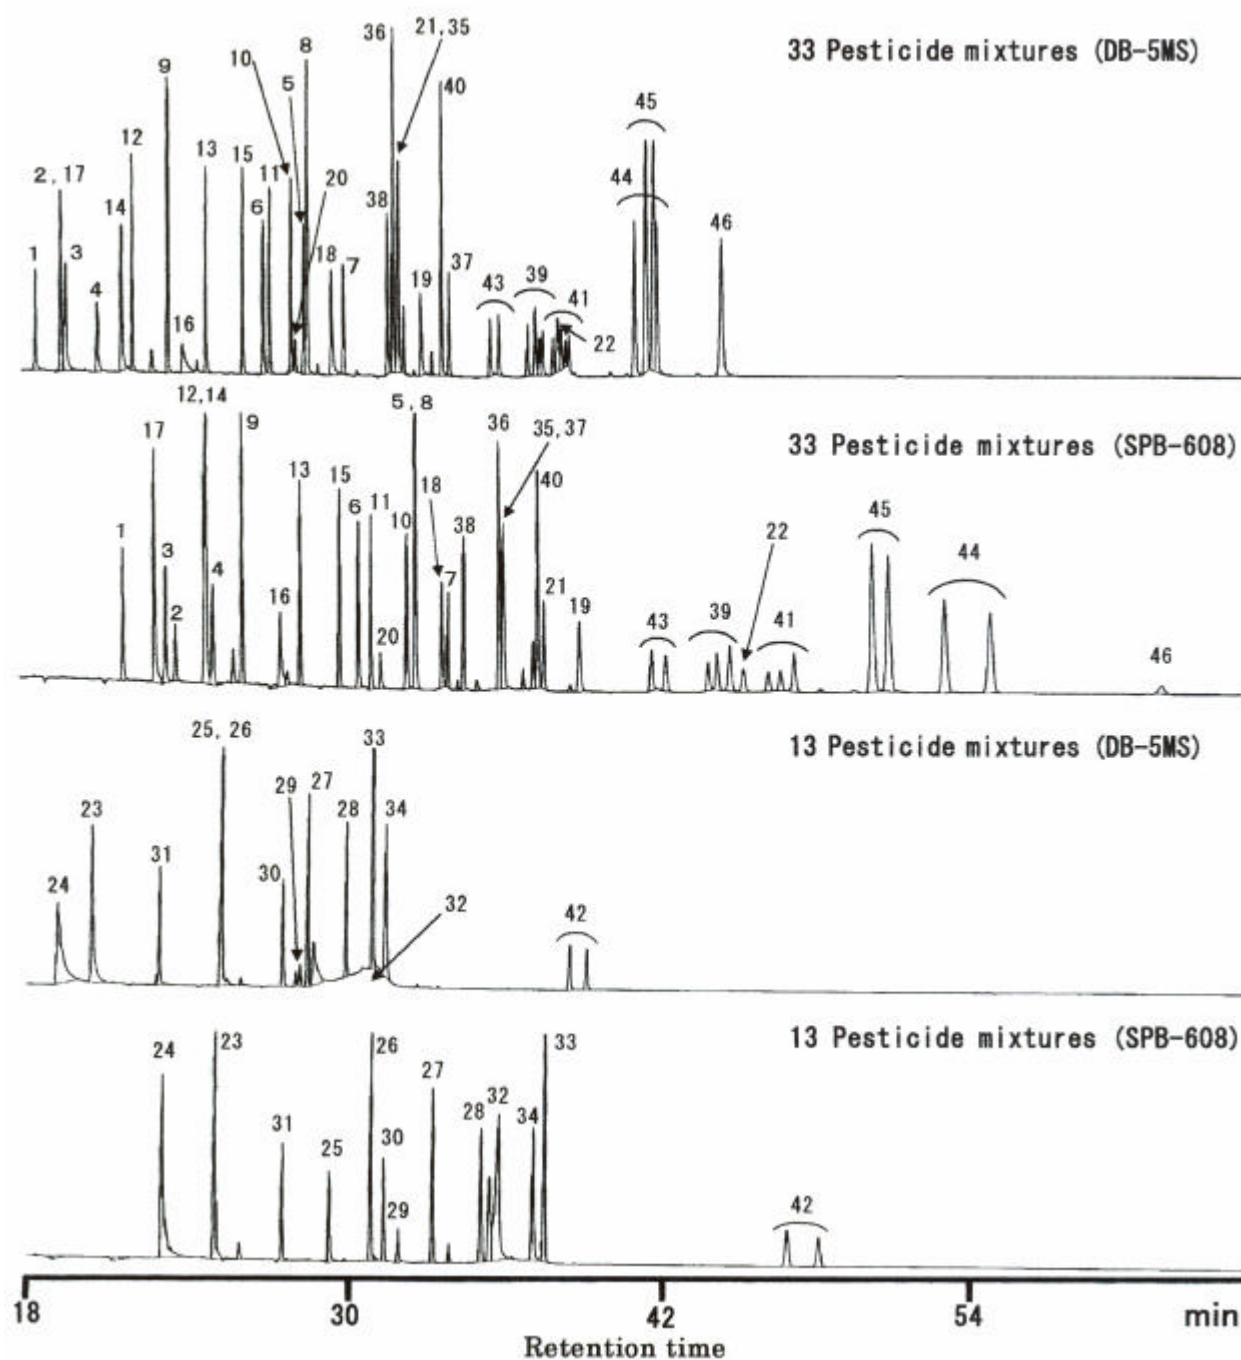 33 Pesticide mixtures (DB-5MS)
36 21,35
9 10 8 5 40 45
12 13 15 11 20 44
2,17 14 6 38 46
1 3 4 16 18 7 19 37 43 39 41 22
33 Pesticide mixtures (SPB-608)
12,14 9 5,8 36 35,37
17 13 15 18 40
1 3 4 6 11 10 38 45 22 44
2 16 20 7 21 19 43 39 41 46
13 Pesticide mixtures (DB-5MS)
25,26 33
23 29 27 28 34
24 31 30 32 42
13 Pesticide mixtures (SPB-608)
24 23 26 33
31 25 30 27 28 32 34
29 42
18 30 42 54 min
Retention time